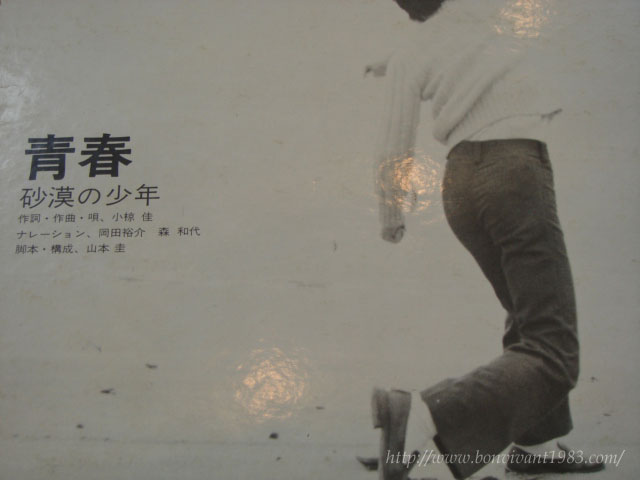 青春
砂漠の少年
作詞・作曲・唄、小椋 佳
ナレーション、岡田裕介 森 和代
脚本・構成、山本 圭
http://www.bonvivant1983.com/